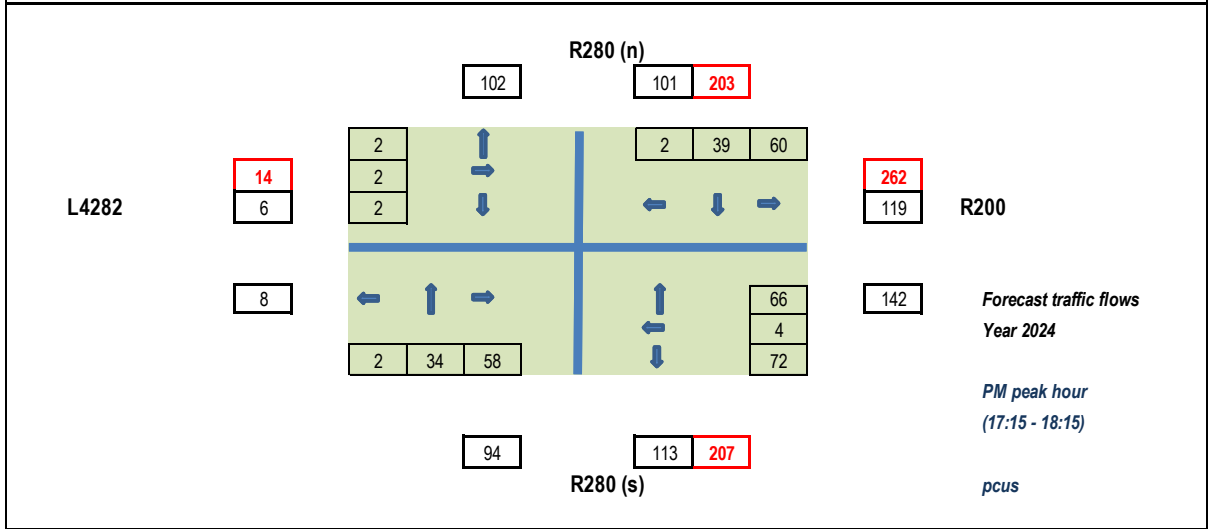 R280 (n)
102 101 203
2 2 39 60
14 2 262
L4282 6 2 119 R200
8 66 142 Forecast traffic flows
4 Year 2024
2 34 58 72
PM peak hour
(17:15 - 18:15)
94 113 207
R280 (s) pcus